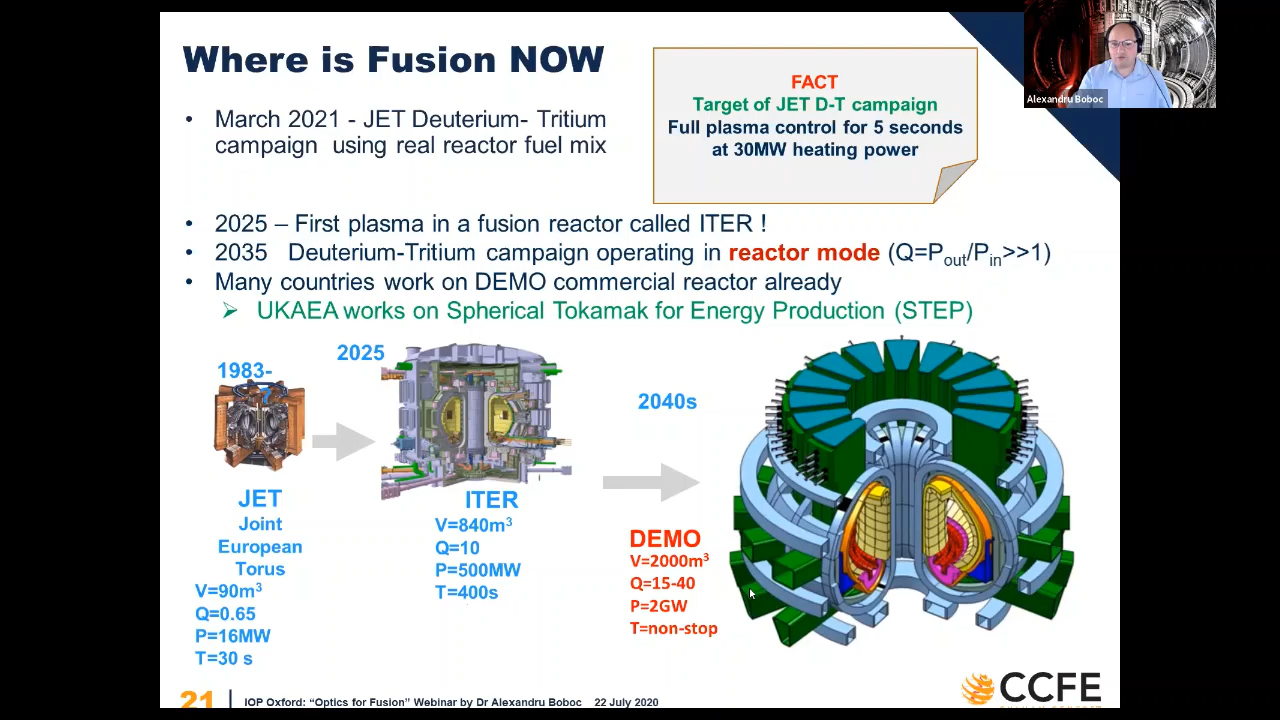 Where is Fusion NOW
• March 2021 - JET Deuterium- Tritium
campaign using real reactor fuel mix
FACT
Target of JET D-T campaign
Full plasma control for 5 seconds
at 30MW heating power
Alexandru Boboc
• 2025 – First plasma in a fusion reactor called ITER !
• 2035 Deuterium-Tritium campaign operating in reactor mode (Q=Pout/Pin>>1)
• Many countries work on DEMO commercial reactor already
➢ UKAEA works on Spherical Tokamak for Energy Production (STEP)
1983-
JET
Joint
European
Torus
V=90m³
Q=0.65
P=16MW
T=30 s
2025
ITER
V=840m³
Q=10
P=500MW
T=400s
2040s
DEMO
V=2000m³
Q=15-40
P=2GW
T=non-stop
21
IOP Oxford: “Optics for Fusion” Webinar by Dr Alexandru Boboc 22 July 2020
CCFE